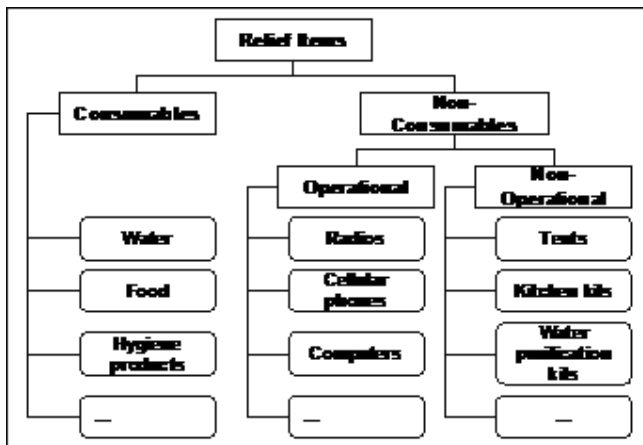 Relief Items
Consumables
Non-
Consumables
Operational
Non-
Operational
Water
Radios
Tents
Food
Cellular
phones
Kitchen kits
Hygiene
products
Computers
Water
purification
kits
—
—
—